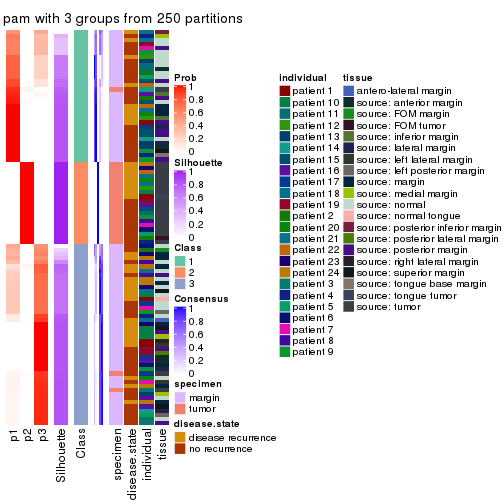 pam with 3 groups from 250 partitions
Prob
1
0.8
0.6
0.4
0.2
0
Silhouette
1
0.8
0.6
0.4
0.2
0
Class
1
2
3
Consensus
1
0.8
0.6
0.4
0.2
0
specimen
margin
tumor
disease.state
disease recurrence
no recurrence
individual
patient 1
patient 10
patient 11
patient 12
patient 13
patient 14
patient 15
patient 16
patient 17
patient 18
patient 19
patient 2
patient 20
patient 21
patient 22
patient 23
patient 24
patient 3
patient 4
patient 5
patient 6
patient 7
patient 8
patient 9
tissue
antero-lateral margin
source: anterior margin
source: FOM margin
source: FOM tumor
source: inferior margin
source: lateral margin
source: left lateral margin
source: left posterior margin
source: margin
source: medial margin
source: normal
source: normal tongue
source: posterior inferior margin
source: posterior lateral margin
source: posterior margin
source: right lateral margin
source: superior margin
source: tongue base margin
source: tongue tumor
source: tumor
p1
p2
p3
Silhouette
Class
specimen
disease.state
individual
tissue